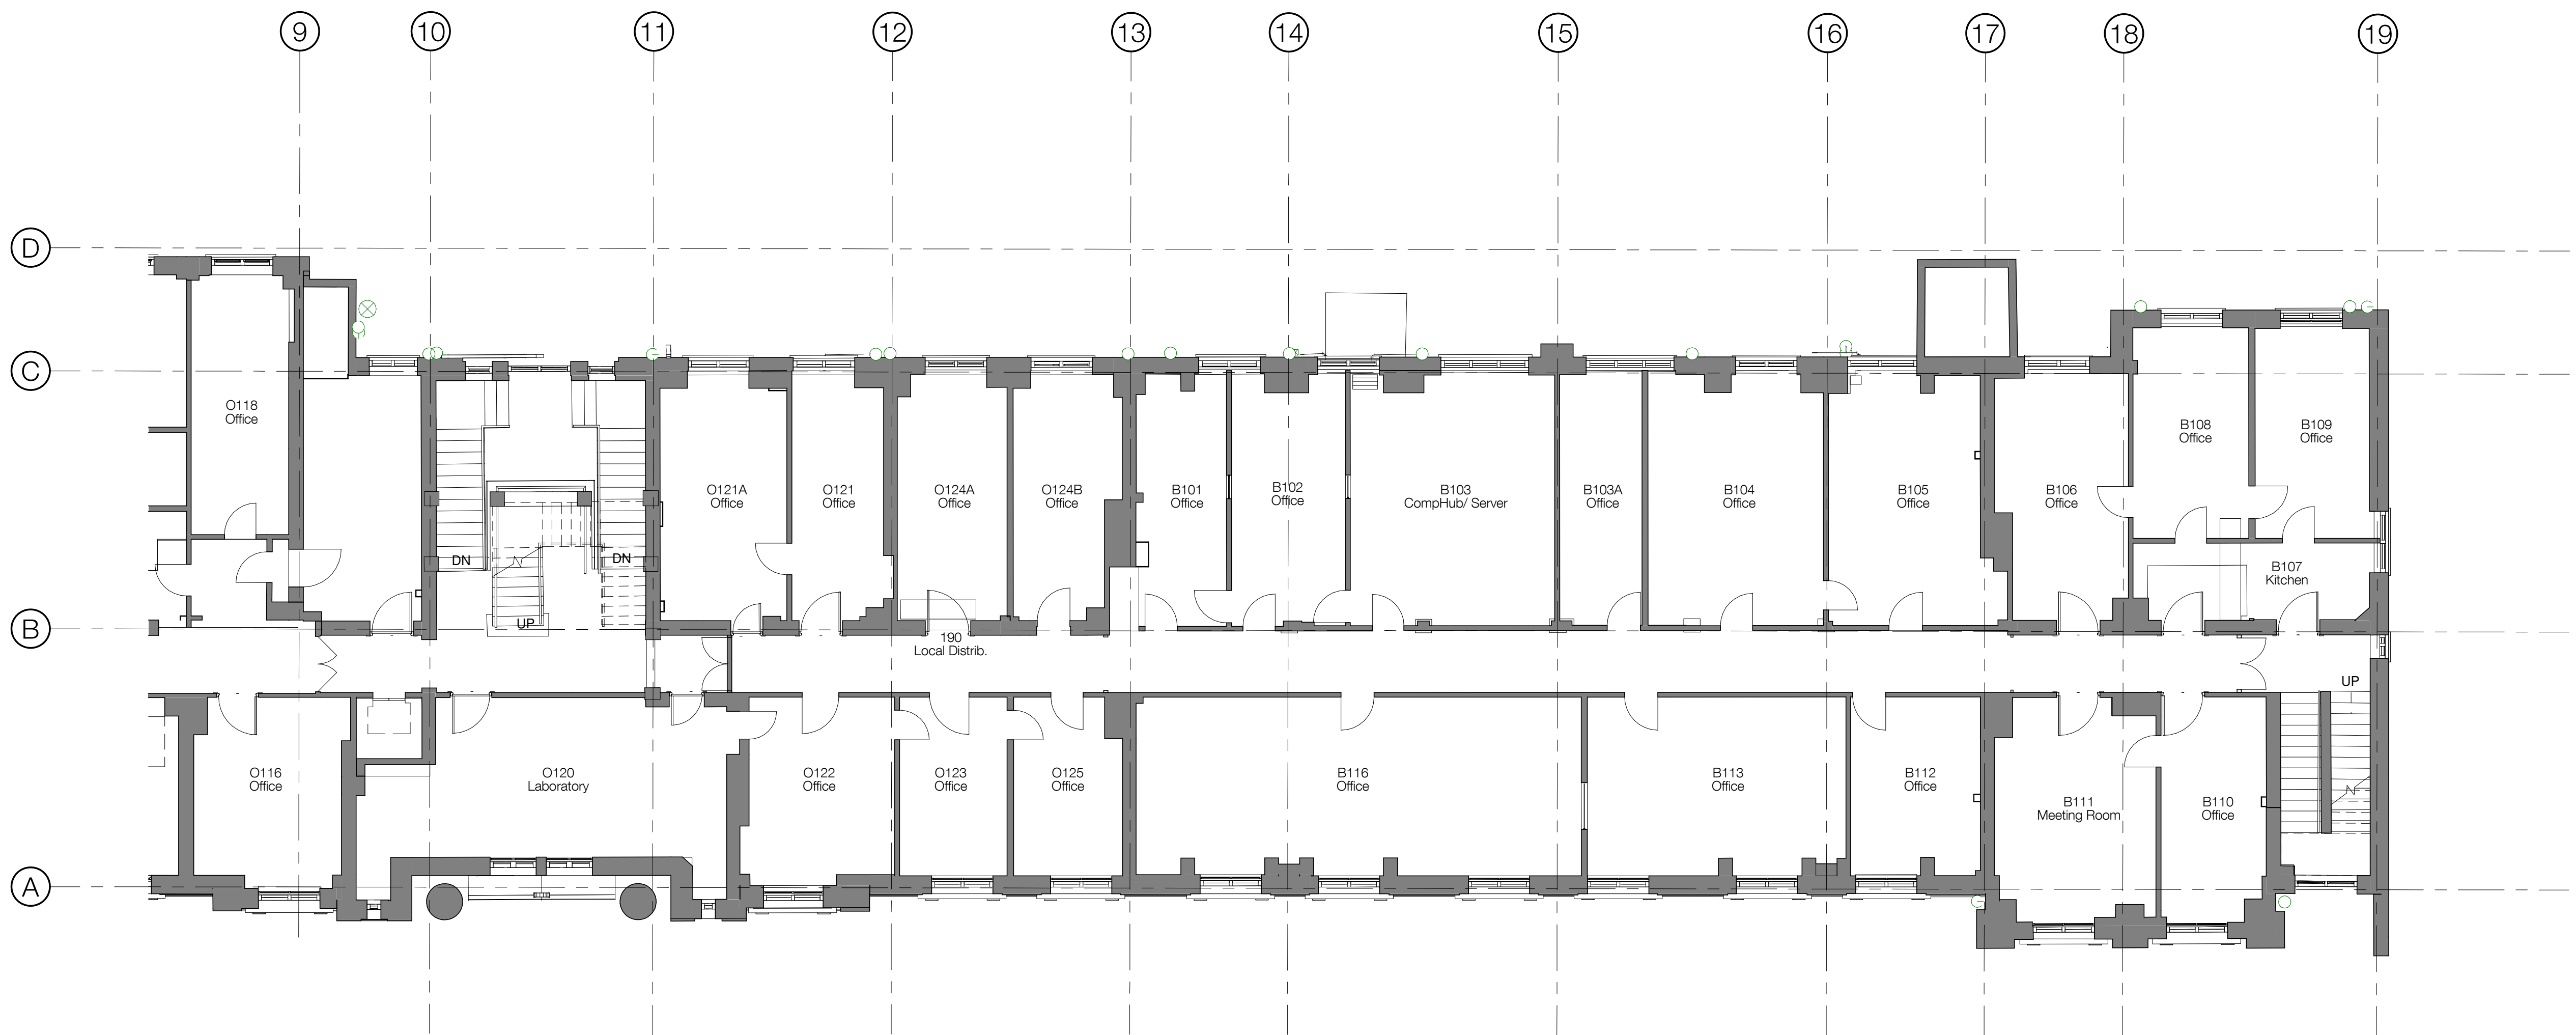 9
10
11
12
13
14
15
16
17
18
19
D
C
B
A
O118
Office
O121A
Office
O121
Office
O124A
Office
O124B
Office
B101
Office
B102
Office
B103
CompHub/ Server
B103A
Office
B104
Office
B105
Office
B106
Office
B108
Office
B109
Office
B107
Kitchen
DN
DN
UP
190
Local Distrib.
UP
O116
Office
O120
Laboratory
O122
Office
O123
Office
O125
Office
B116
Office
B113
Office
B112
Office
B111
Meeting Room
B110
Office